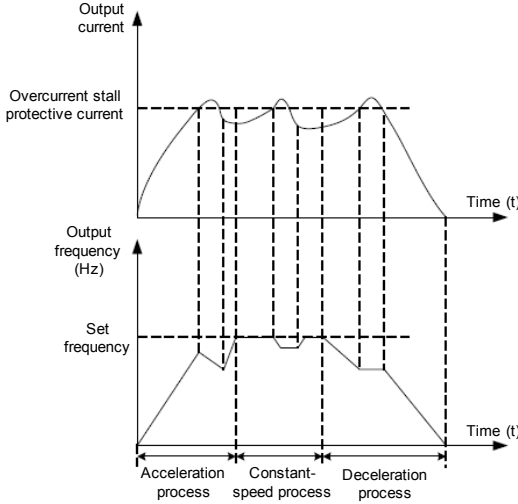 Output
current
Overcurrent stall
protective current
Time (t)
Output
frequency
(Hz)
Set
frequency
Time (t)
Acceleration
process
Constant-
speed process
Deceleration
process